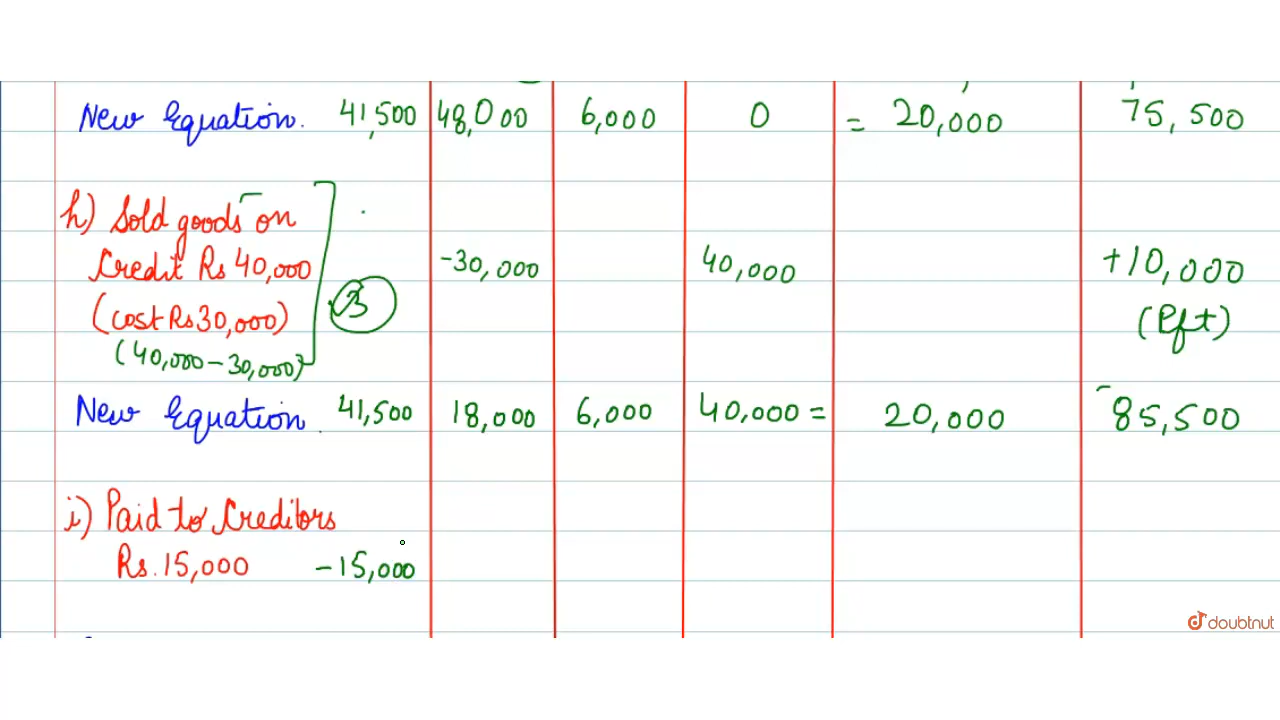 New Equation. 41,500 48,000 6,000 0 = 20,000 75,500
h) Sold goods on
Credit Rs 40,000 -30,000 40,000 +10,000
(cost Rs 30,000) 3 (Pft)
(40,000-30,000)
New Equation. 41,500 18,000 6,000 40,000 = 20,000 85,500
i) Paid to Creditors
Rs. 15,000 -15,000
doubtnut